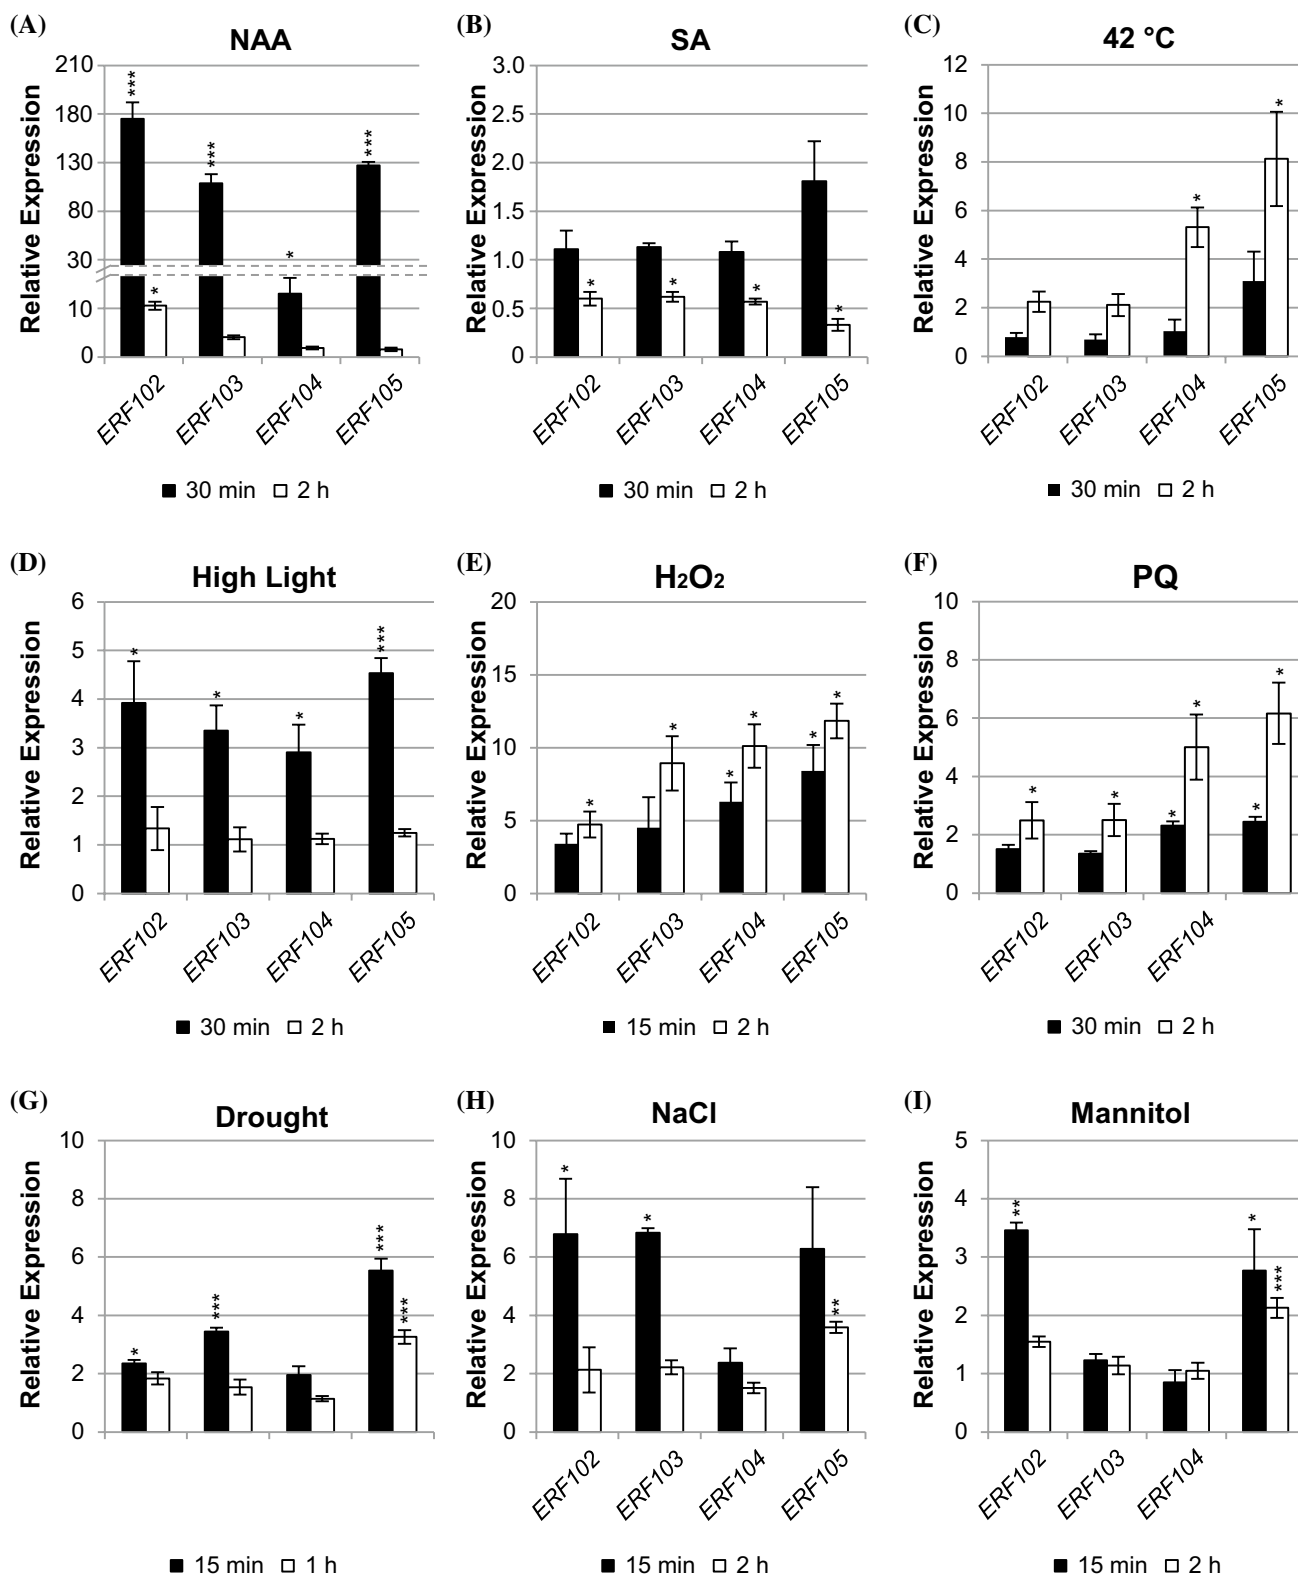 (A)
NAA
Relative Expression
210
180
130
80
30
10
0
***
*
***
*
***
ERF102
ERF103
ERF104
ERF105
■ 30 min □ 2 h
(B)
SA
Relative Expression
3.0
2.5
2.0
1.5
1.0
0.5
0
*
*
*
*
ERF102
ERF103
ERF104
ERF105
■ 30 min □ 2 h
(C)
42 °C
Relative Expression
12
10
8
6
4
2
0
*
*
ERF102
ERF103
ERF104
ERF105
■ 30 min □ 2 h
(D)
High Light
Relative Expression
6
5
4
3
2
1
0
*
*
*
***
ERF102
ERF103
ERF104
ERF105
■ 30 min □ 2 h
(E)
H₂O₂
Relative Expression
20
15
10
5
0
*
*
*
*
*
*
ERF102
ERF103
ERF104
ERF105
■ 15 min □ 2 h
(F)
PQ
Relative Expression
10
8
6
4
2
0
*
*
*
*
*
*
ERF102
ERF103
ERF104
■ 30 min □ 2 h
(G)
Drought
Relative Expression
10
8
6
4
2
0
*
***
***
***
■ 15 min □ 1 h
(H)
NaCl
Relative Expression
10
8
6
4
2
0
*
*
**
ERF102
ERF103
ERF104
ERF105
■ 15 min □ 2 h
(I)
Mannitol
Relative Expression
5
4
3
2
1
0
**
*
***
ERF102
ERF103
ERF104
■ 15 min □ 2 h